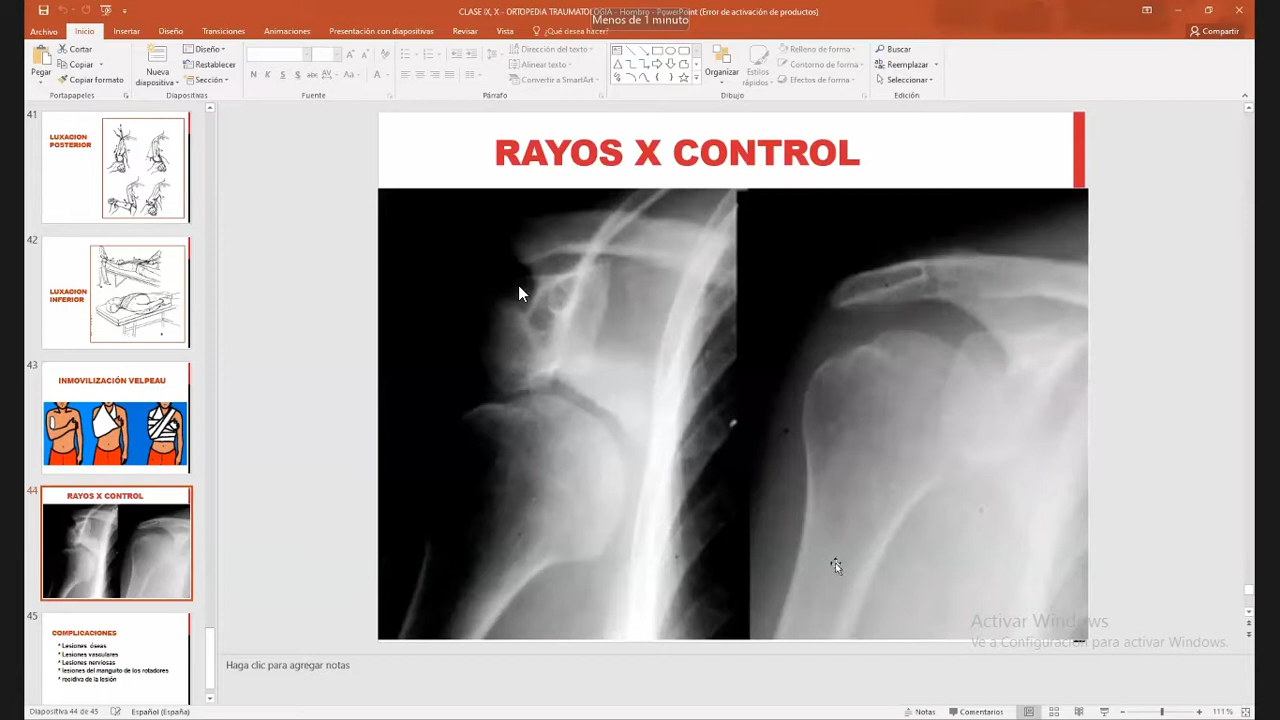 CLASE IX, X - ORTOPEDIA TRAUMATOLOGIA - Hombro - PowerPoint (Error de activación de productos)
Menos de 1 minuto
Archivo Inicio Insertar Diseño Transiciones Animaciones Presentación con diapositivas Revisar Vista ¿Qué desea hacer? Compartir
Pegar
Cortar
Copiar
Copiar formato
Portapapeles
Nueva
diapositiva
Diseño
Restablecer
Sección
Diapositivas
N K S S abc AV Aa A
Fuente
Dirección del texto
Alinear texto
Convertir a SmartArt
Párrafo
Organizar
Estilos
rápidos
Relleno de forma
Contorno de forma
Efectos de forma
Dibujo
Buscar
Reemplazar
Seleccionar
Edición
41
LUXACION
POSTERIOR
42
LUXACION
INFERIOR
43
INMOVILIZACIÓN VELPEAU
44
RAYOS X CONTROL
45
COMPLICACIONES
* Lesiones óseas
* Lesiones vasculares
* Lesiones nerviosas
* lesiones del manguito de los rotadores
* recidiva de la lesión
RAYOS X CONTROL
Activar Windows
Ve a Configuración para activar Windows.
Haga clic para agregar notas
Diapositiva 44 de 45 Español (España) Notas Comentarios 111 %